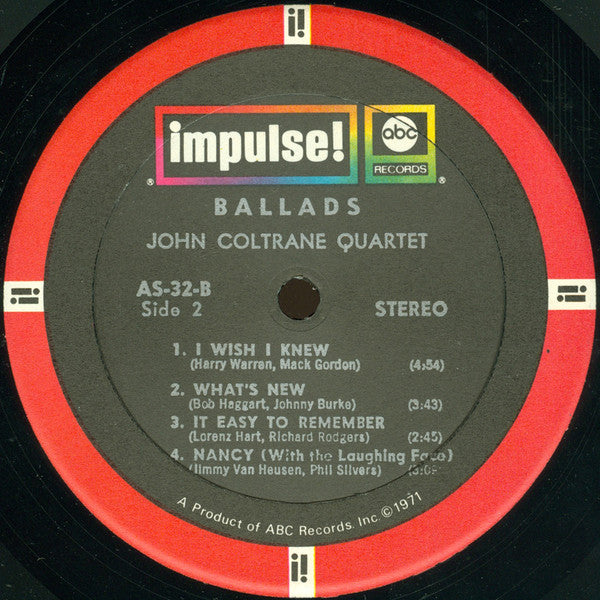 i!
impulse!
abc
RECORDS
®
®
BALLADS
JOHN COLTRANE QUARTET
i!
i!
AS-32-B
Side 2
STEREO
1. I WISH I KNEW
(Harry Warren, Mack Gordon) (4:54)
2. WHAT'S NEW
(Bob Haggart, Johnny Burke) (3:43)
3. IT EASY TO REMEMBER
(Lorenz Hart, Richard Rodgers) (2:45)
4. NANCY (With the Laughing Face)
(Jimmy Van Heusen, Phil Silvers)
A Product of ABC Records, Inc. © 1971
i!